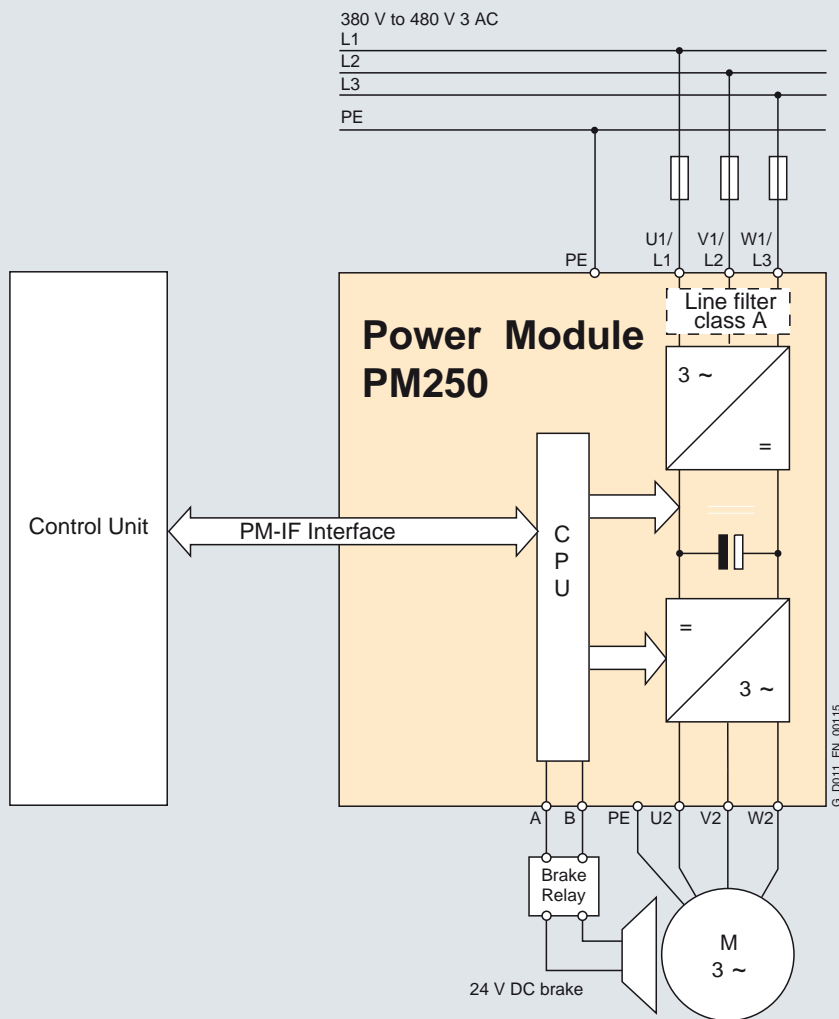 380 V to 480 V 3 AC
L1
L2
L3
PE
U1/
L1
V1/
L2
W1/
L3
PE
Line filter
class A
Power Module
PM250
3 ~
=
Control Unit
PM-IF Interface
C
P
U
=
3 ~
G_D011_EN_00115
A
B
PE
U2
V2
W2
Brake
Relay
M
3 ~
24 V DC brake